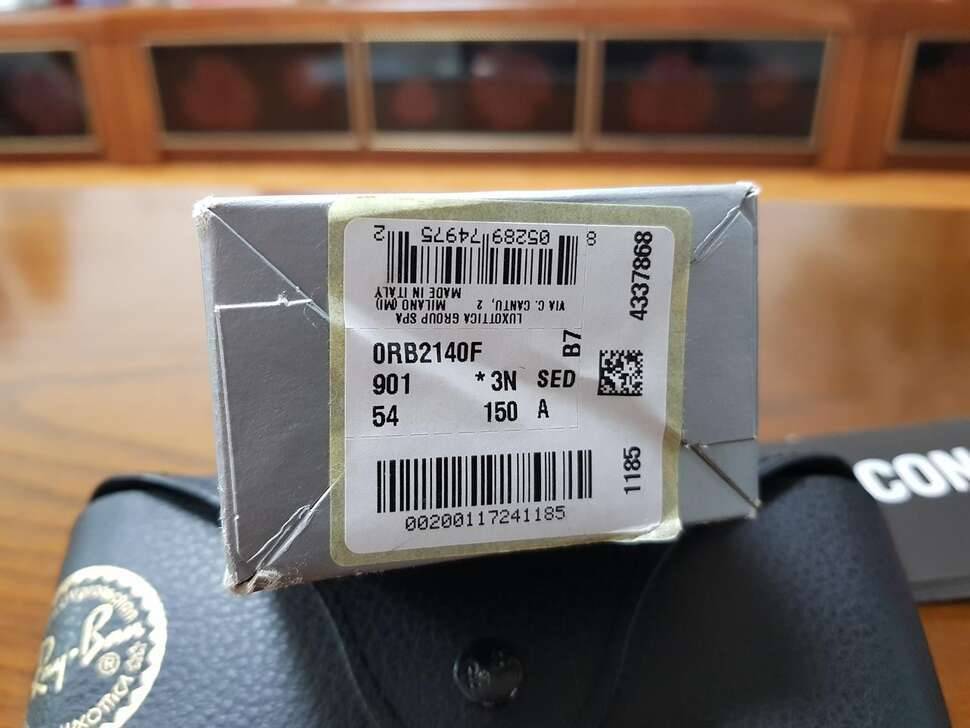 8 05289 74975 2
LUXOTTICA GROUP SPA
VIA C. CANTU, 2 MILANO (MI)
MADE IN ITALY
4337868
0RB2140F B7
901 * 3N SED
54 150 A
1185
00200117241185
CON
Ray-Ban
®